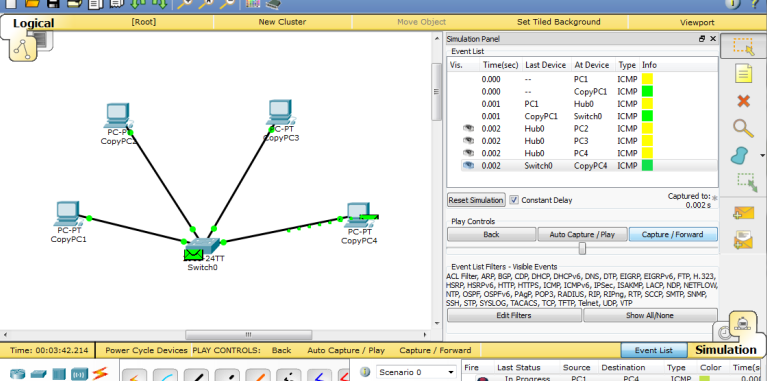 Logical
[Root]
New Cluster
Move Object
Set Tiled Background
Viewport
Simulation Panel
Event List
Vis. Time(sec) Last Device At Device Type Info
0.000 -- PC1 ICMP
0.000 -- CopyPC1 ICMP
0.001 PC1 Hub0 ICMP
0.001 CopyPC1 Switch0 ICMP
0.002 Hub0 PC2 ICMP
0.002 Hub0 PC3 ICMP
0.002 Hub0 PC4 ICMP
0.002 Switch0 CopyPC4 ICMP
Reset Simulation Constant Delay Captured to: *
0.002 s
Play Controls
Back Auto Capture / Play Capture / Forward
Event List Filters - Visible Events
ACL Filter, ARP, BGP, CDP, DHCP, DHCPv6, DNS, DTP, EIGRP, EIGRPv6, FTP, H.323,
HSRP, HSRPv6, HTTP, HTTPS, ICMP, ICMPv6, IPSec, ISAKMP, LACP, NDP, NETFLOW,
NTP, OSPF, OSPFv6, PAgP, POP3, RADIUS, RIP, RIPng, RTP, SCCP, SMTP, SNMP,
SSH, STP, SYSLOG, TACACS, TCP, TFTP, Telnet, UDP, VTP
Edit Filters Show All/None
PC-PT
CopyPC2
PC-PT
CopyPC3
PC-PT
CopyPC1
PC-PT
CopyPC4
-24TT
Switch0
Time: 00:03:42.214 Power Cycle Devices PLAY CONTROLS: Back Auto Capture / Play Capture / Forward Event List Simulation
Scenario 0
Fire Last Status Source Destination Type Color Time(s
In Progress PC1 PC4 ICMP 0.000